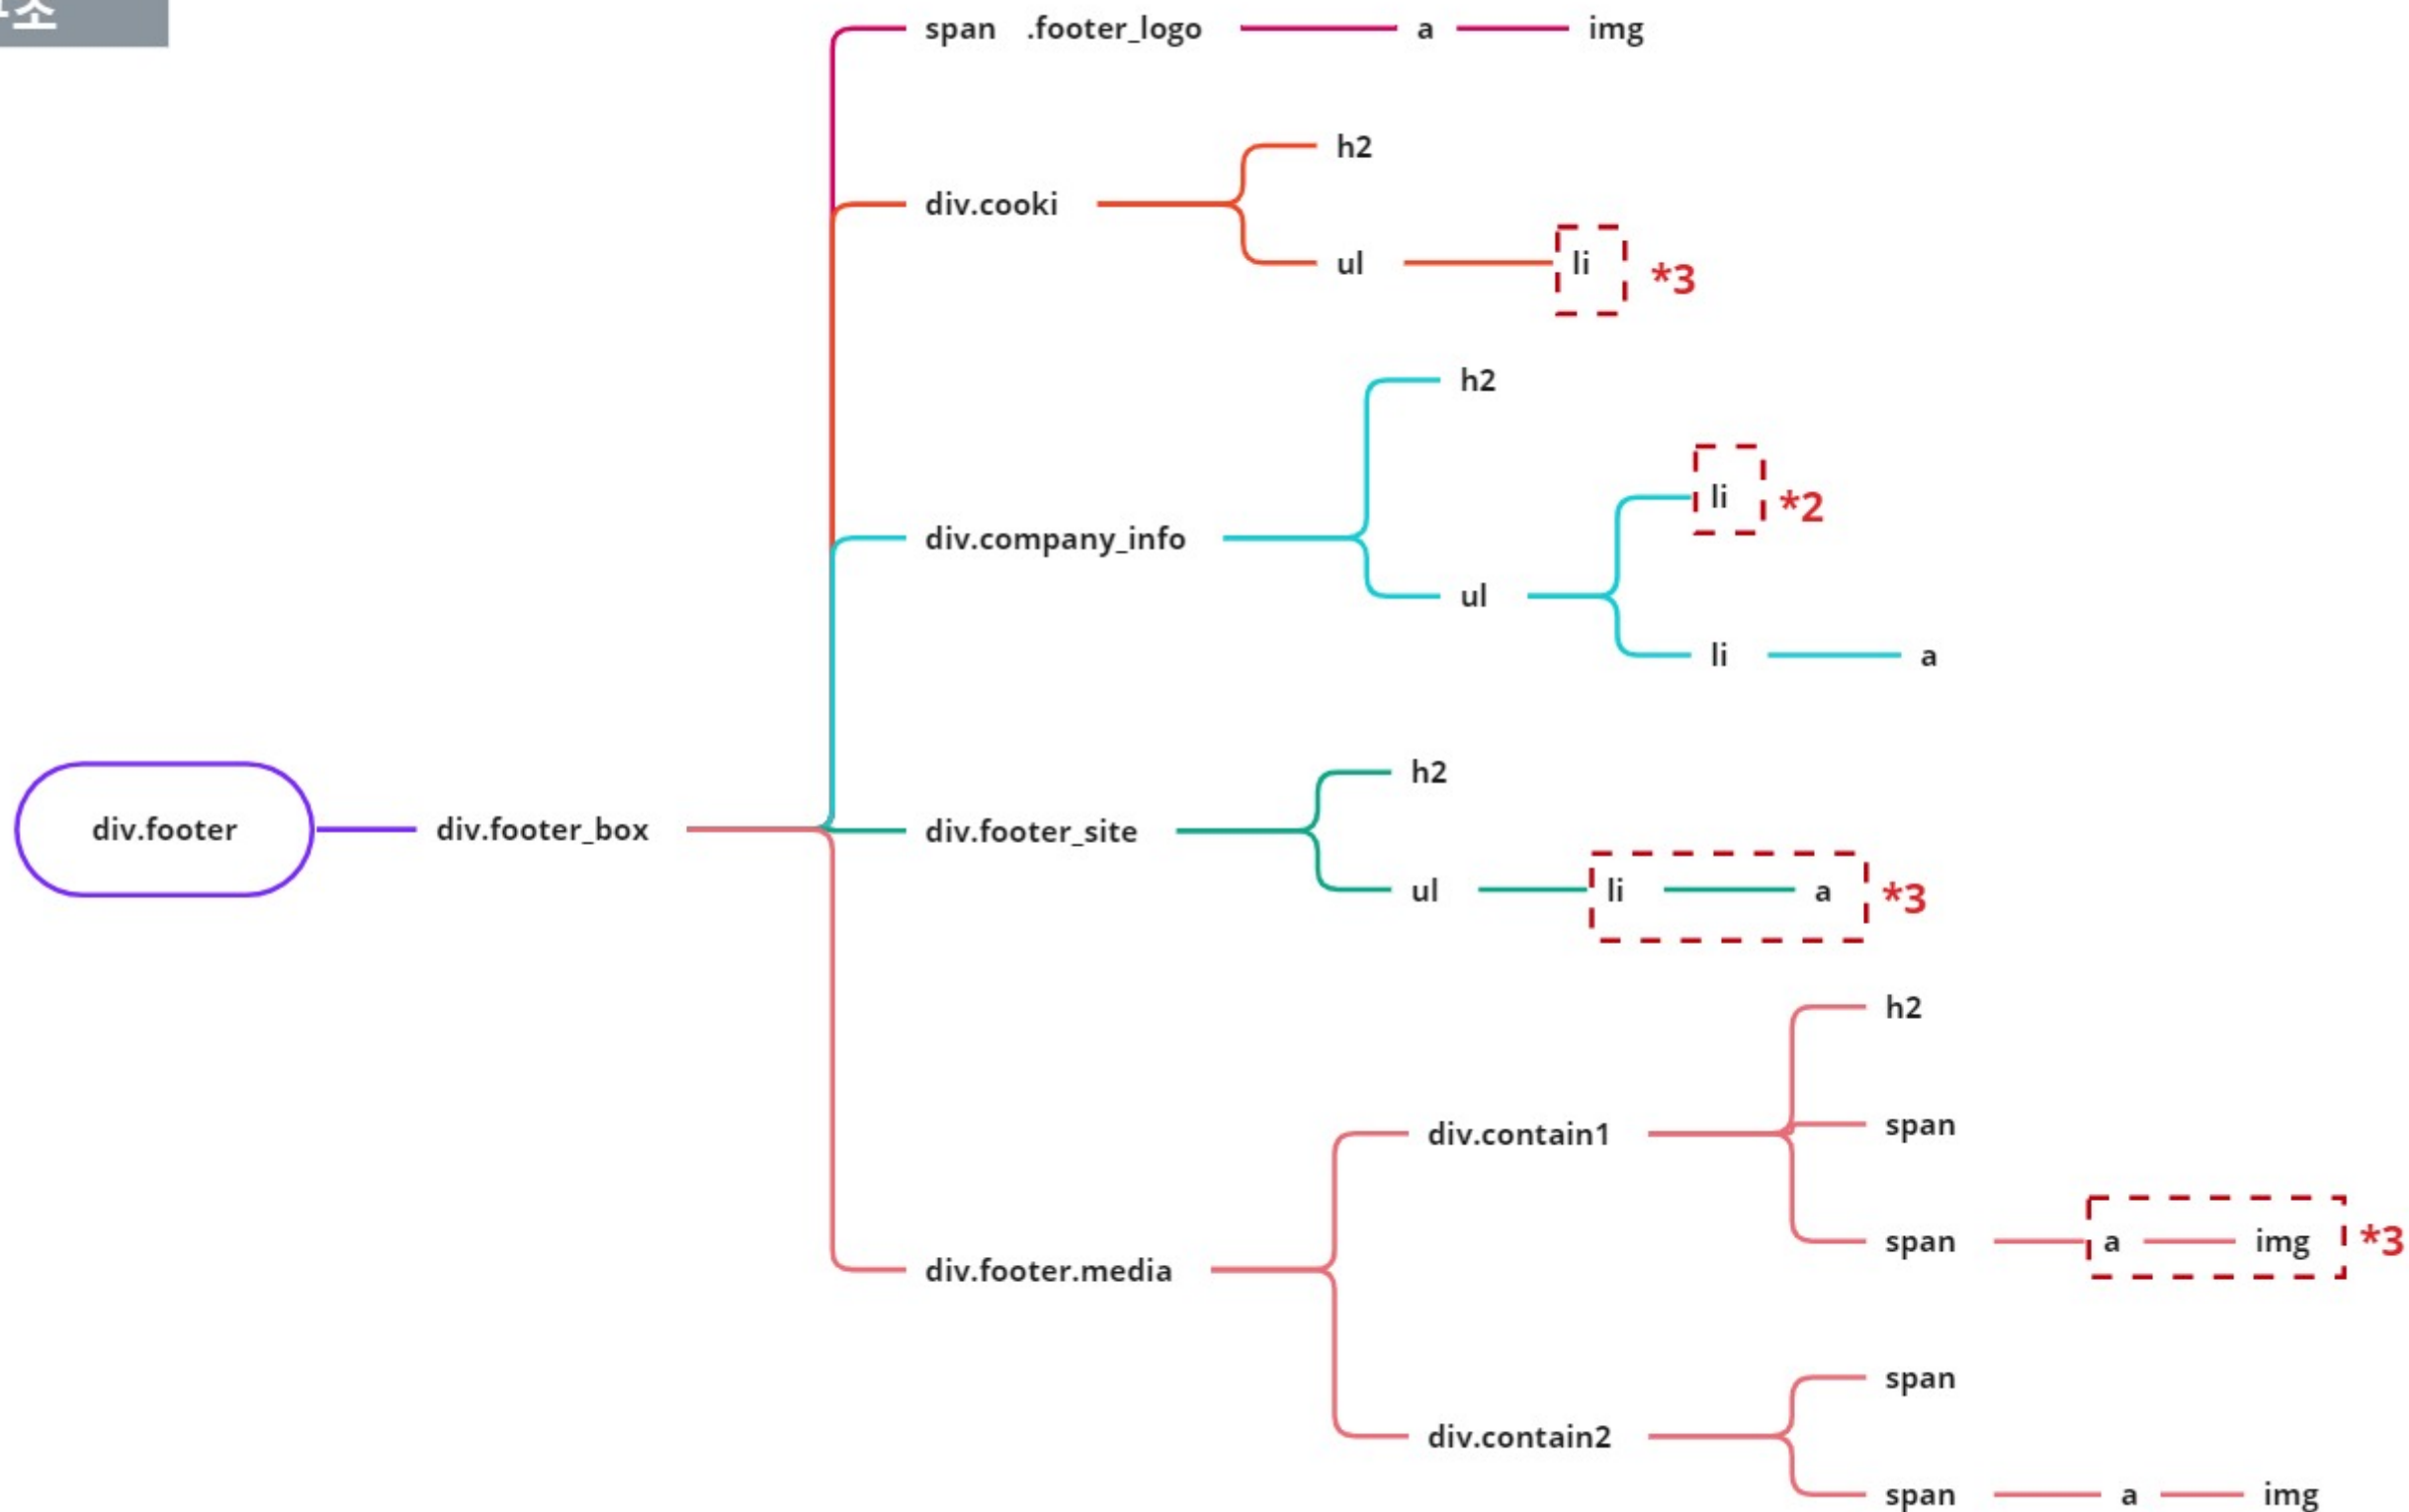 조
span .footer_logo a img
h2
div.cooki
ul li *3
h2
li *2
div.company_info
ul
li a
h2
div.footer div.footer_box div.footer_site
ul li a *3
h2
span
div.contain1
span a img *3
div.footer.media
span
div.contain2
span a img